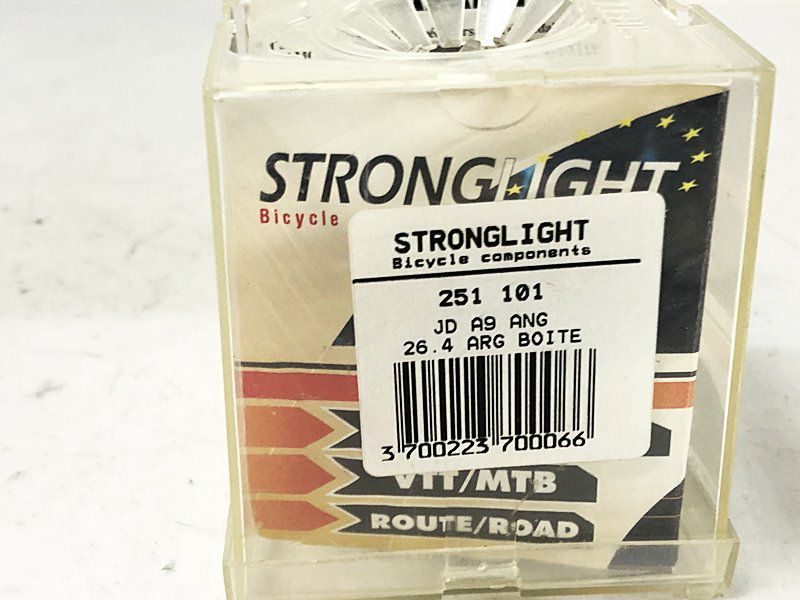 STRONGLIGHT
Bicycle
STRONGLIGHT
Bicycle components
251 101
JD A9 ANG
26.4 ARG BOITE
3 700223 700066
VTT/MTB
ROUTE/ROAD